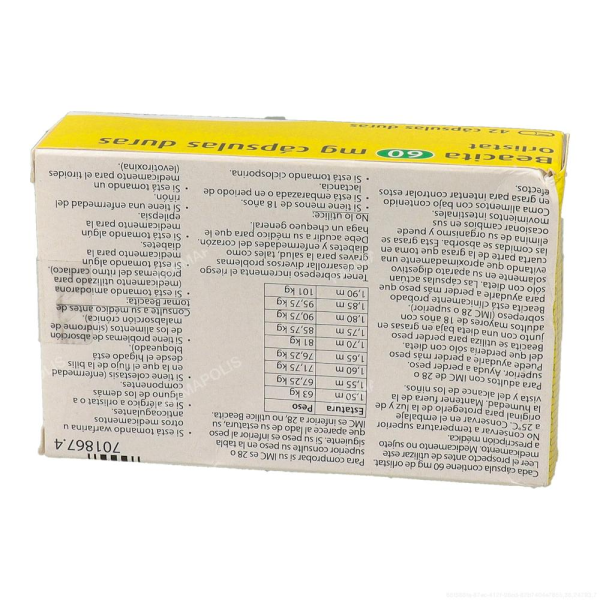 Cada cápsula contiene 60 mg de orlistat.
Leer el prospecto antes de utilizar este
medicamento. Medicamento no sujeto
a prescripción médica.
No conservar a temperatura superior
a 25°C. Conservar en el embalaje
original para protegerlo de la luz y de
la humedad. Mantener fuera de la
vista y del alcance de los niños.
Para adultos con IMC de 28 o
superior. Ayuda a perder peso
puede ayudarle a perder más peso
que perdería sólo con dieta.
Beacita se utiliza para perder peso
junto con una dieta baja en grasas en
adultos mayores de 18 años con
sobrepeso (IMC 28 o superior).
Beacita está clínicamente probado
para ayudarle a perder más peso que
sólo con dieta. Las cápsulas actúan
solamente en su aparato digestivo
evitando que aproximadamente una
cuarta parte de la grasa que toma en
las comidas se absorba. Esta grasa se
elimina de su organismo y puede
ocasionar cambios en sus
movimientos intestinales.
Coma alimentos con bajo contenido
en grasa para intentar controlar estos
efectos.
Para comprobar si su IMC es 28 o
superior consulte su peso en la tabla
siguiente. Si su peso es inferior al peso
que aparece al lado de su estatura, su
IMC es inferior a 28, no utilice Beacita.
Estatura Peso
1,50 m 63 kg
1,55 m 67,25 kg
1,60 m 71,75 kg
1,65 m 76,25 kg
1,70 m 81 kg
1,75 m 85,75 kg
1,80 m 90,75 kg
1,85 m 95,75 kg
1,90 m 101 kg
Tener sobrepeso incrementa el riesgo
de desarrollar diversos problemas
graves para la salud, tales como
diabetes y enfermedades del corazón.
Debe acudir a su médico para que le
haga un chequeo general.
No lo utilice:
• Si tiene menos de 18 años.
• Si está embarazada o en periodo de
lactancia.
• Si está tomando ciclosporina.
• Si está tomando warfarina u
otros medicamentos
anticoagulantes.
• Si es alérgico a orlistat o a
alguno de los demás
componentes.
• Si tiene colestasis (enfermedad
en la que el flujo de la bilis
desde el hígado está
bloqueado).
• Si tiene problemas de absorción
de los alimentos (síndrome de
malabsorción crónica).
Consulte a su médico antes de
tomar Beacita:
• Si está tomando amiodarona
(medicamento utilizado para
problemas del ritmo cardíaco).
• Si está tomando algún
medicamento para la
diabetes.
• Si está tomando algún
medicamento para la
epilepsia.
• Si tiene una enfermedad del
riñón.
• Si está tomando un
medicamento para el tiroides
(levotiroxina).
7018867.4
Beacita 60 mg cápsulas duras
Orlistat
42 cápsulas duras